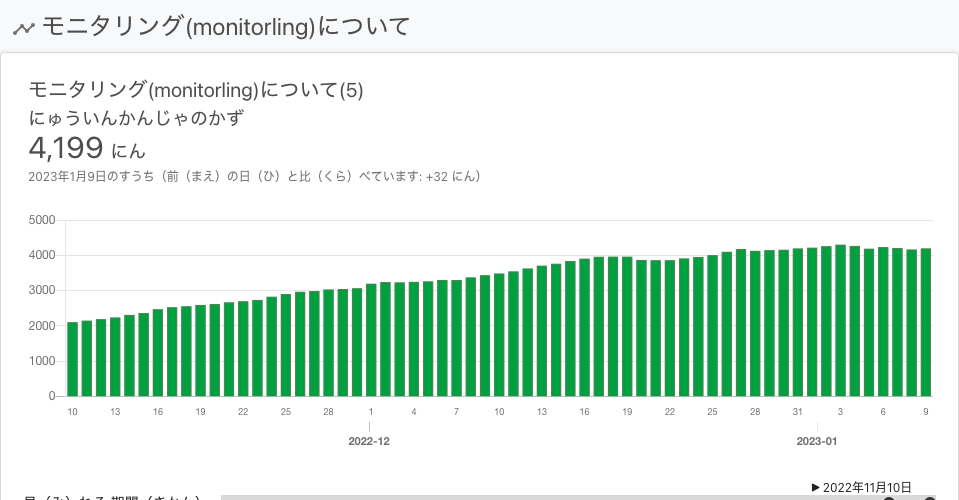 モニタリング(monitorling)について
モニタリング(monitorling)について(5)
にゅういんかんじゃのかず
4,199 にん
2023年1月9日のすうち（前（まえ）の日（ひ）と比（くら）べています: +32 にん）
5000
4000
3000
2000
1000
0
10 13 16 19 22 25 28 1 4 7 10 13 16 19 22 25 28 31 3 6 9
2022-12 2023-01
▶ 2022年11月10日